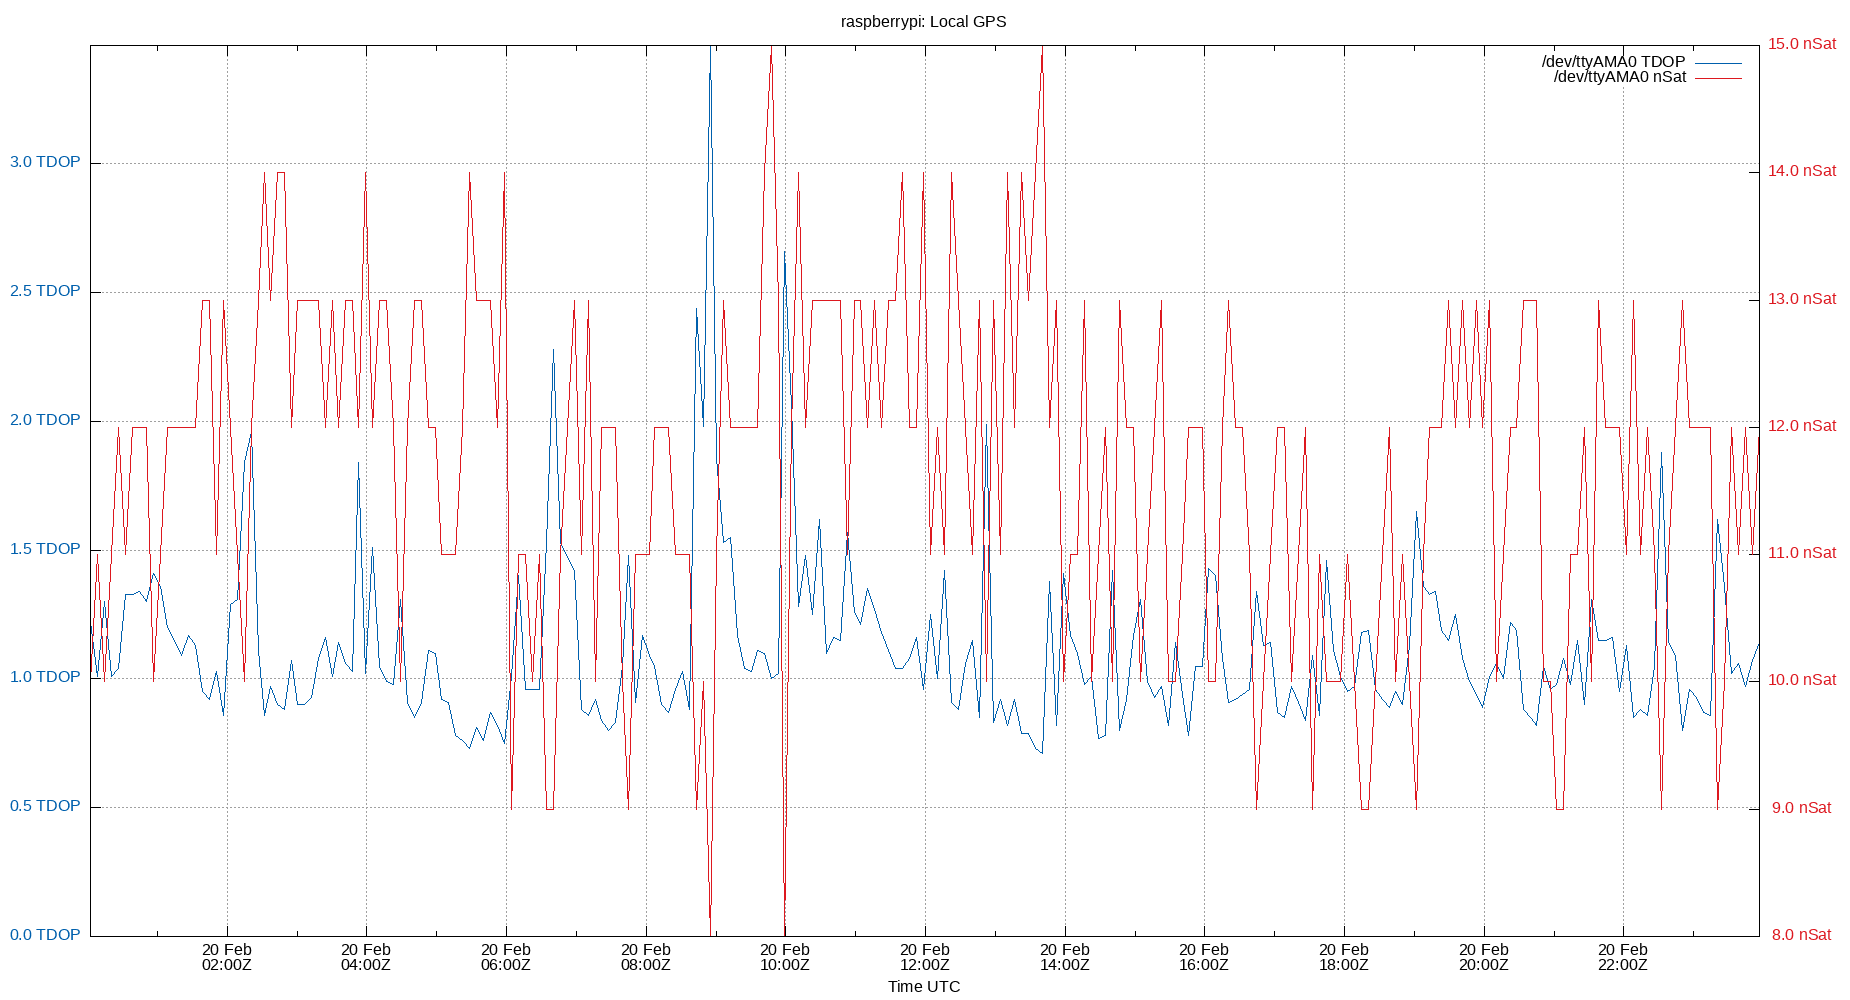 raspberrypi: Local GPS
15.0 nSat
/dev/ttyAMA0 TDOP
/dev/ttyAMA0 nSat
3.0 TDOP
14.0 nSat
2.5 TDOP
13.0 nSat
2.0 TDOP
12.0 nSat
1.5 TDOP
11.0 nSat
1.0 TDOP
10.0 nSat
0.5 TDOP
9.0 nSat
0.0 TDOP
8.0 nSat
20 Feb 20 Feb 20 Feb 20 Feb 20 Feb 20 Feb 20 Feb 20 Feb 20 Feb 20 Feb 20 Feb
02:00Z 04:00Z 06:00Z 08:00Z 10:00Z 12:00Z 14:00Z 16:00Z 18:00Z 20:00Z 22:00Z
Time UTC